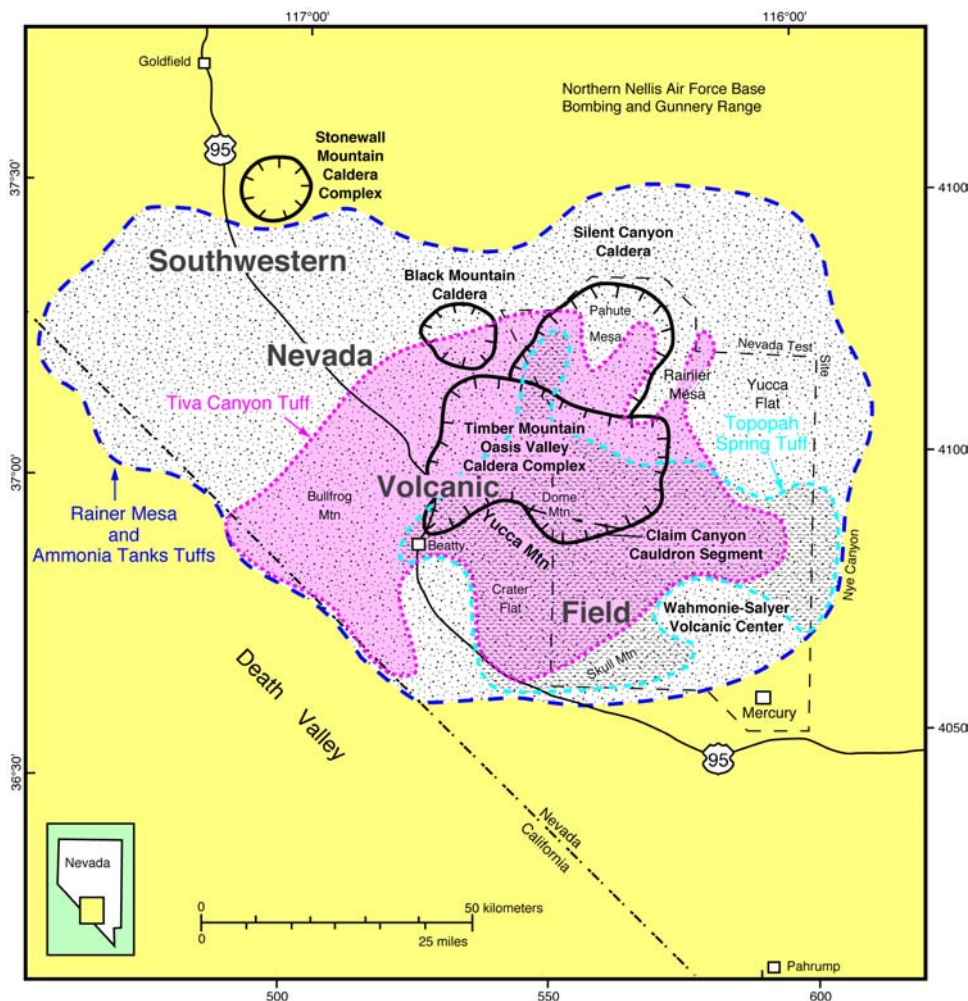 117°00'
116°00'
Goldfield
Northern Nellis Air Force Base
Bombing and Gunnery Range
95
Stonewall
Mountain
Caldera
Complex
37°30'
4100
Silent Canyon
Caldera
Southwestern
Black Mountain
Caldera
Pahute
Mesa
Nevada
Nevada Test
Site
Rainier
Mesa
Yucca
Flat
Tiva Canyon Tuff
Topopah
Spring Tuff
Timber Mountain
Oasis Valley
Caldera Complex
4100
37°00'
Volcanic
Bullfrog
Mtn
Dome
Mtn
Rainer Mesa
and
Ammonia Tanks Tuffs
Yucca Mtn
Claim Canyon
Cauldron Segment
Beatty
Nye Canyon
Crater
Flat
Field
Wahmonie-Salyer
Volcanic Center
Skull Mtn
Death Valley
Mercury
4050
95
36°30'
Nevada
California
Nevada
0
50 kilometers
0
25 miles
Pahrump
500
550
600